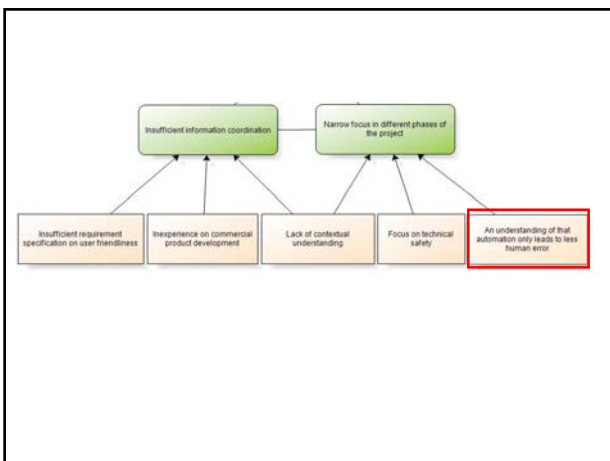 Insufficient information coordination
Narrow focus in different phases of
the project
Insufficient requirement
specification on user friendliness
Inexperience on commercial
product development
Lack of contextual
understanding
Focus on technical
safety
An understanding of that
automation only leads to less
human error